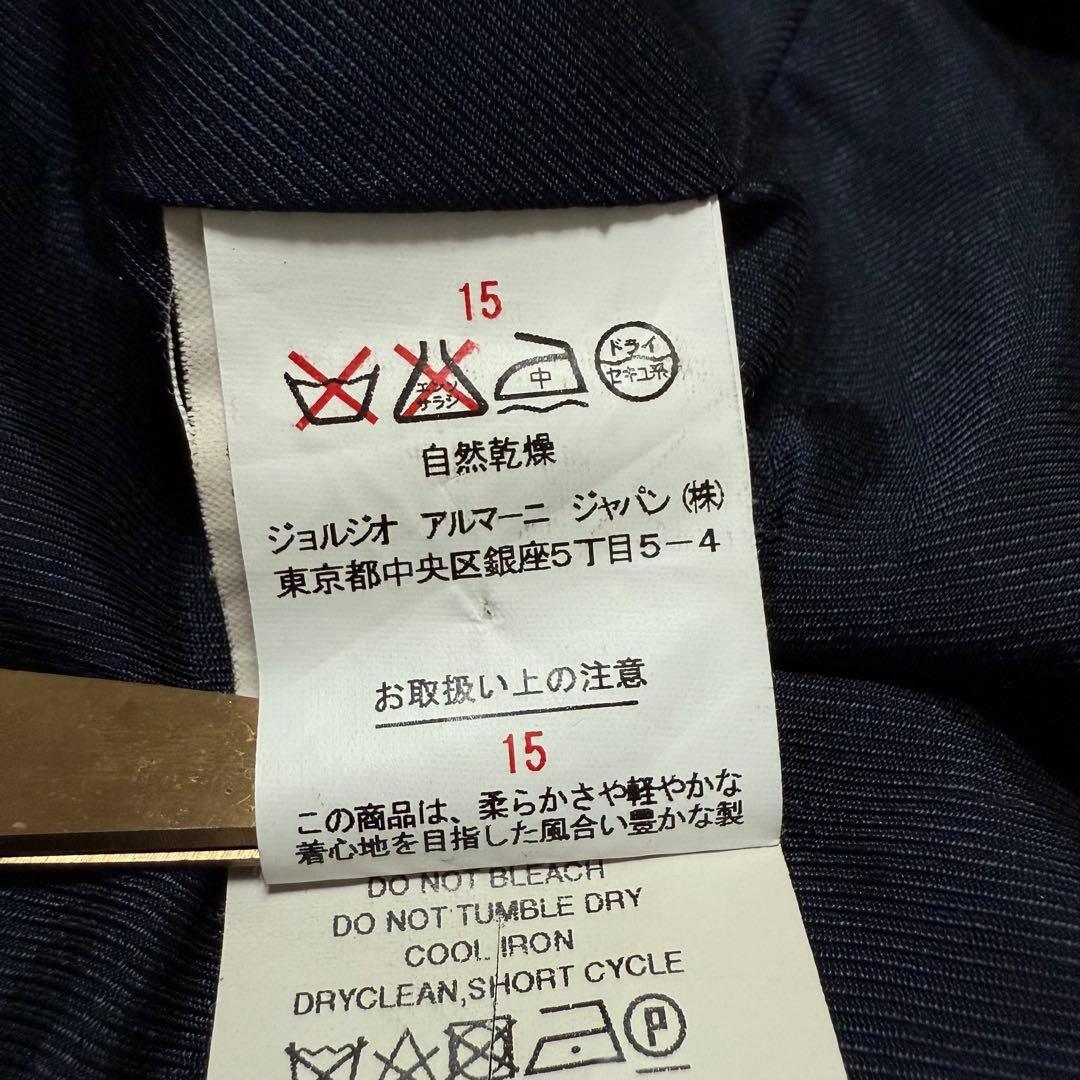 15
エンソ
サラシ
中
ドライ
セキユ系
自然乾燥
ジョルジオ アルマーニ ジャパン(株)
東京都中央区銀座5丁目5-4
お取扱い上の注意
15
この商品は、柔らかさや軽やかな
着心地を目指した風合い豊かな製
DO NOT BLEACH
DO NOT TUMBLE DRY
COOL IRON
DRYCLEAN,SHORT CYCLE
P